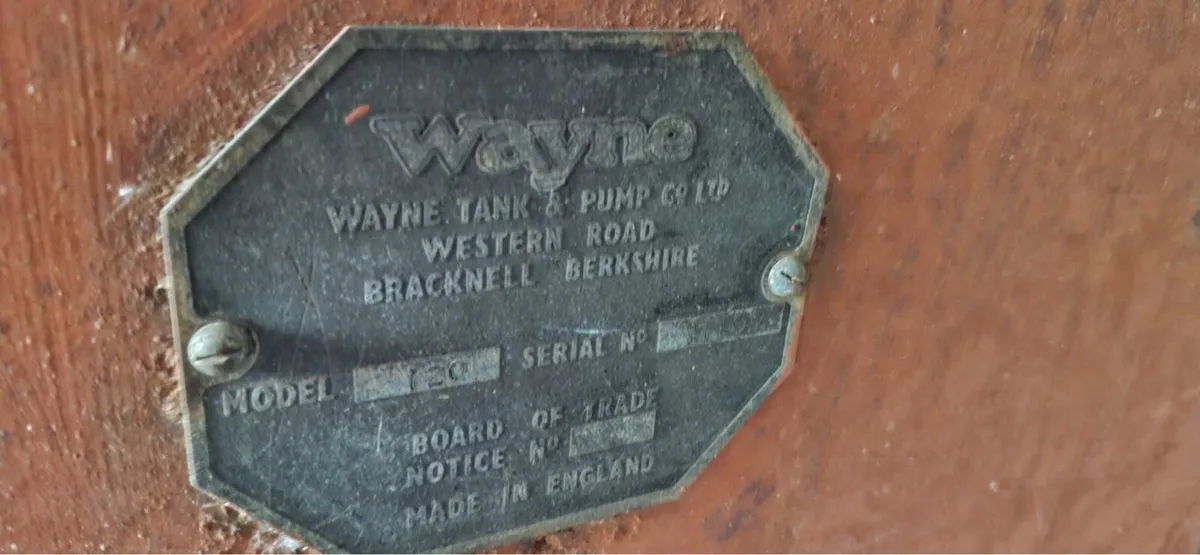 Wayne
WAYNE TANK & PUMP Co LTD
WESTERN ROAD
BRACKNELL BERKSHIRE
MODEL SERIAL No
BOARD OF TRADE
NOTICE No
MADE IN ENGLAND